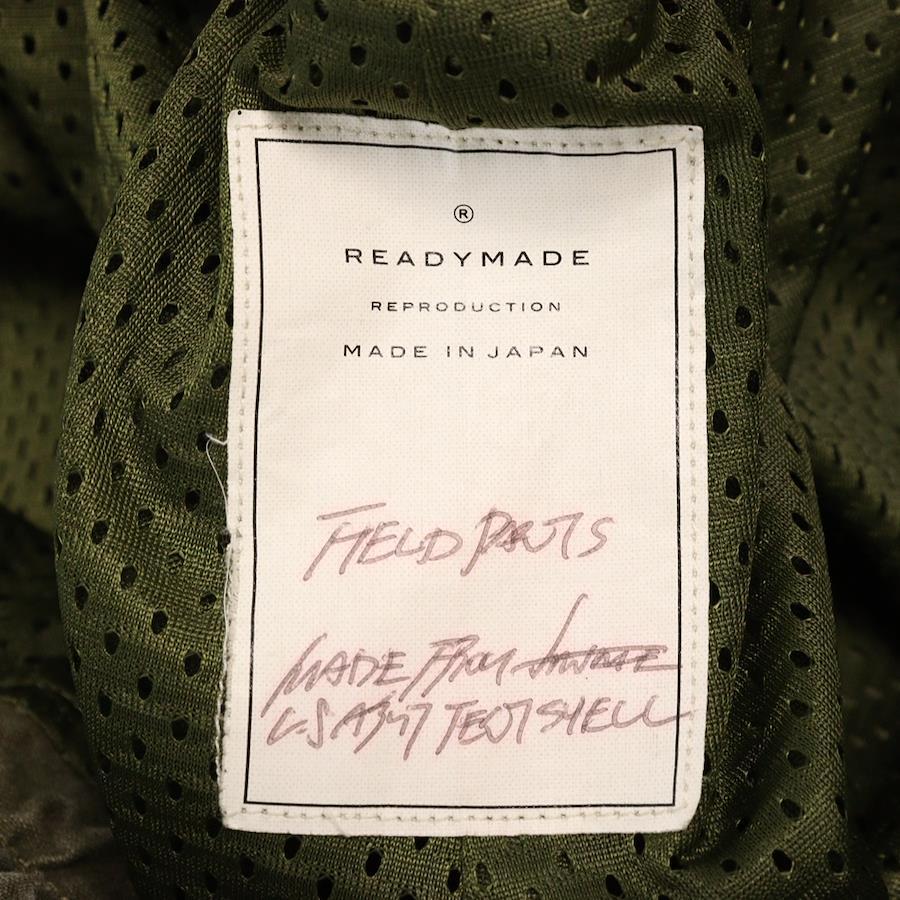 ®
READYMADE
REPRODUCTION
MADE IN JAPAN
FIELD PANTS
MADE FROM
U.S ARMY TENT SHELL